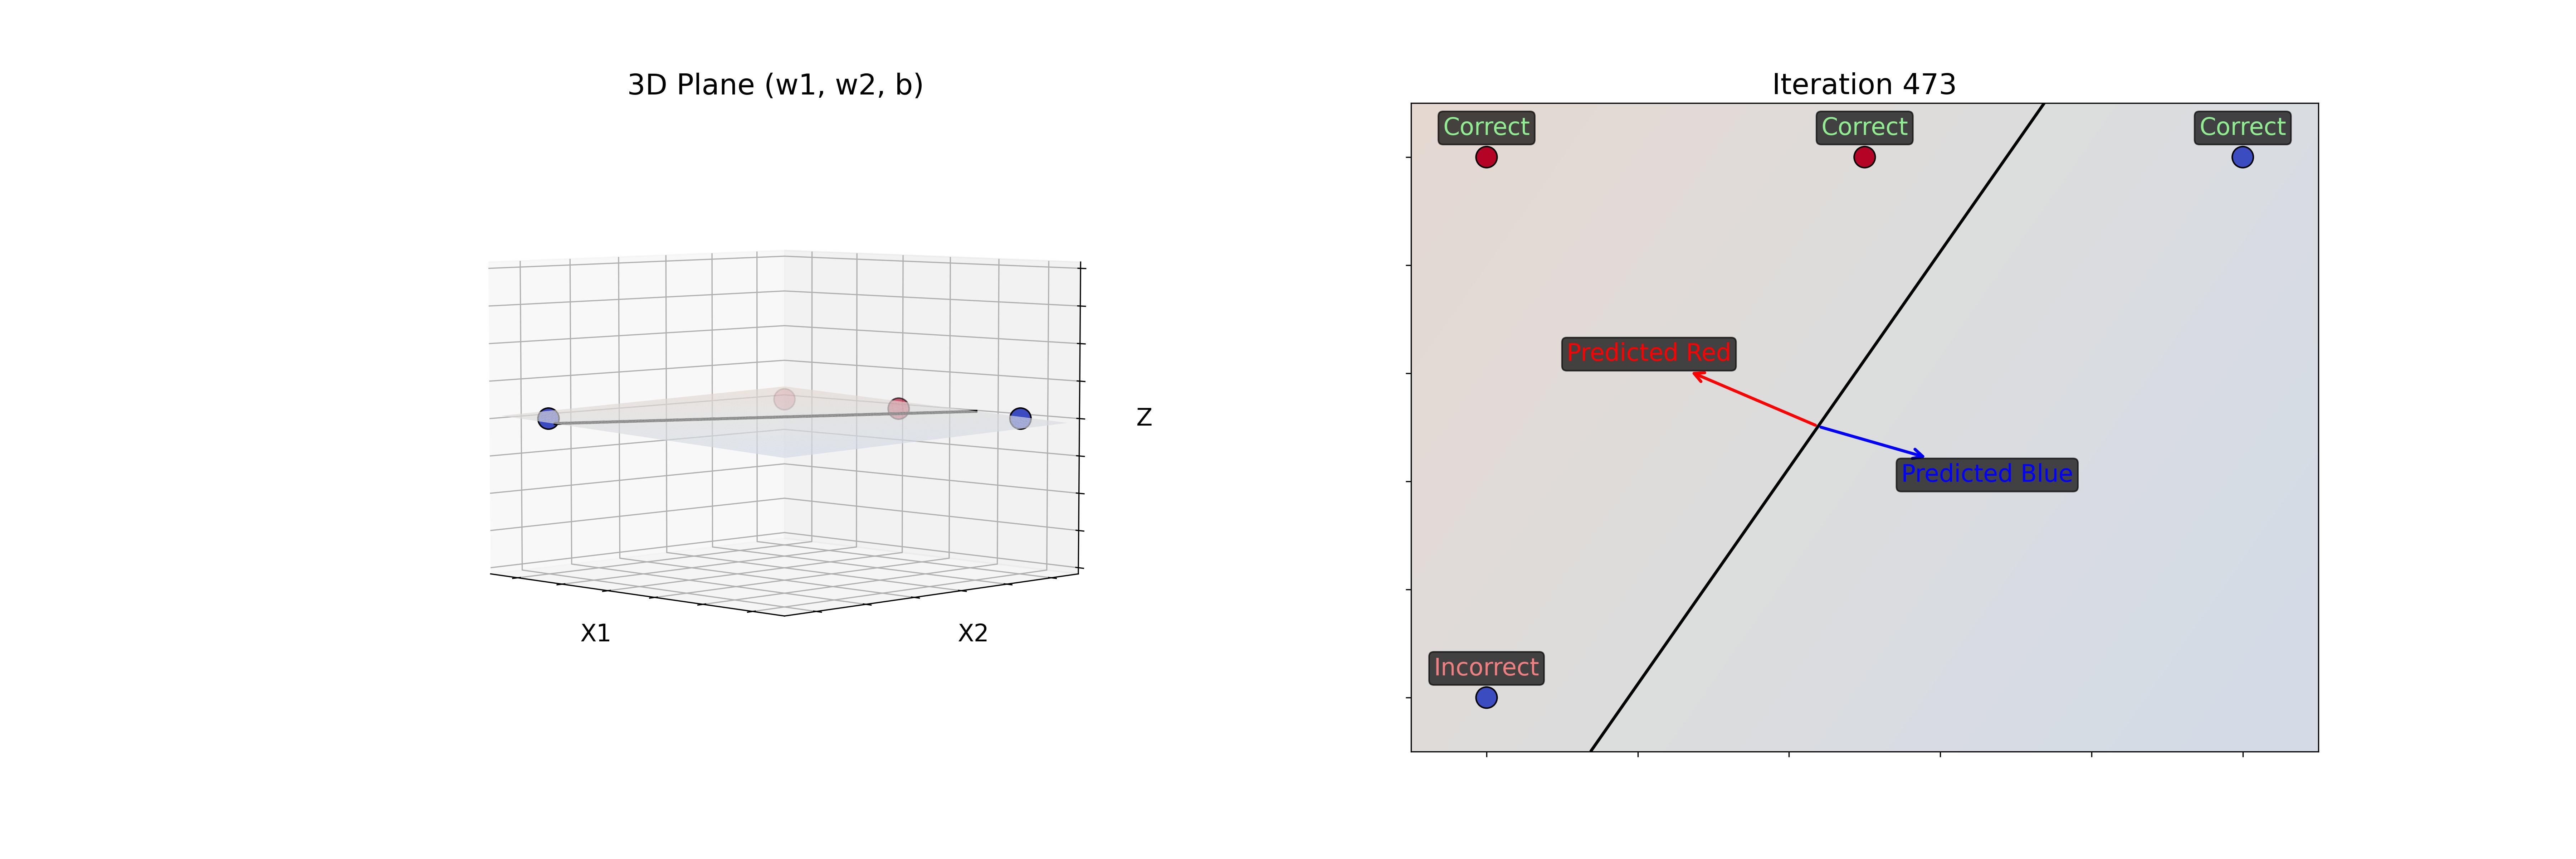 3D Plane (w1, w2, b)
Z
X1
X2
Iteration 473
Correct
Correct
Correct
Predicted Red
Predicted Blue
Incorrect